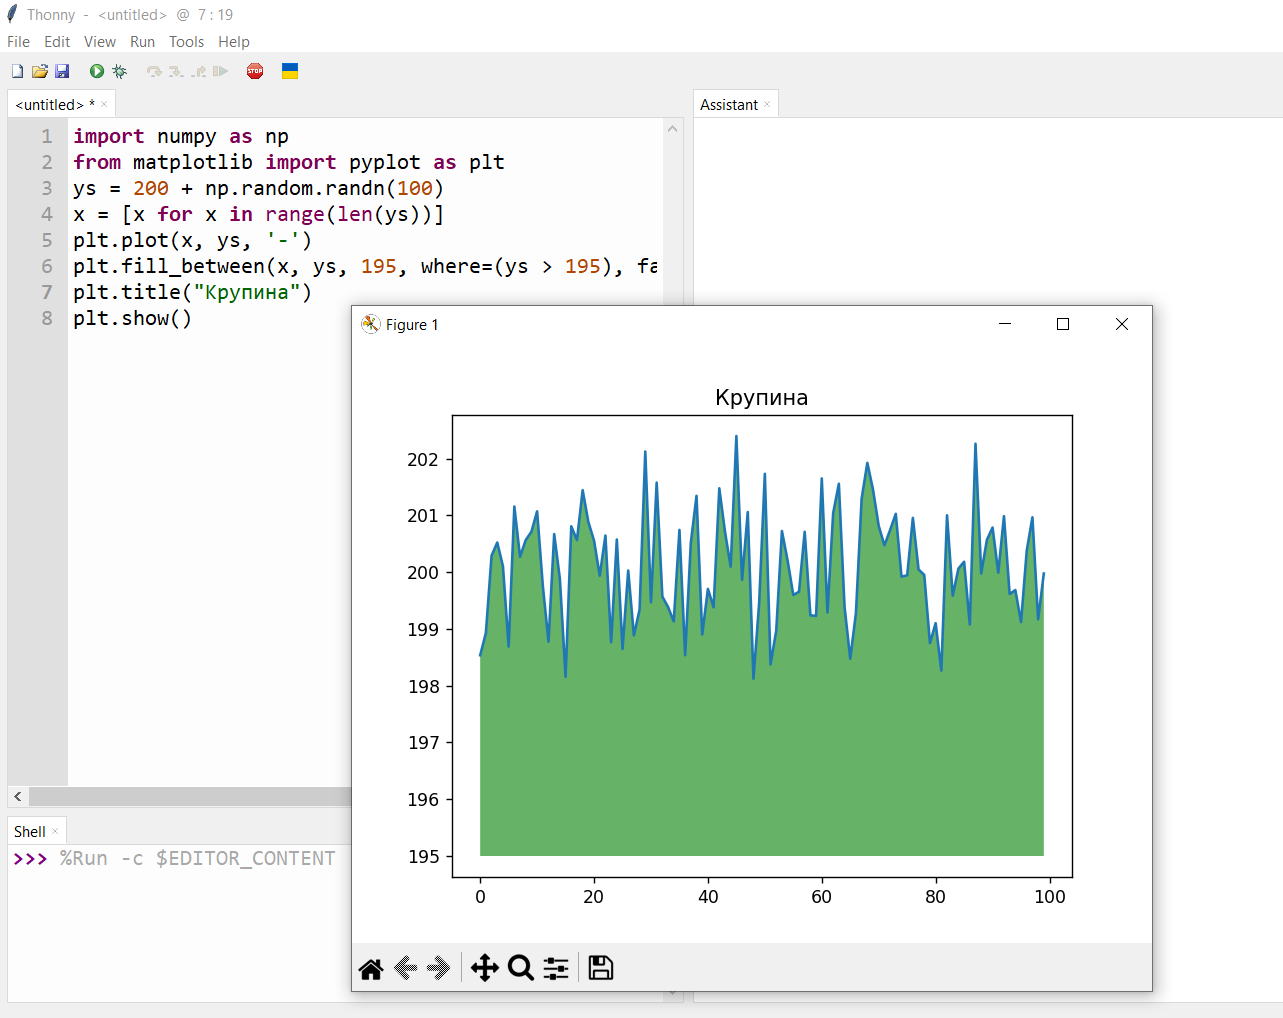 Thonny - <untitled> @ 7 : 19
File Edit View Run Tools Help
STOP
<untitled> * ×
Assistant ×
1 import numpy as np
2 from matplotlib import pyplot as plt
3 ys = 200 + np.random.randn(100)
4 x = [x for x in range(len(ys))]
5 plt.plot(x, ys, '-')
6 plt.fill_between(x, ys, 195, where=(ys > 195), fa
7 plt.title("Крупина")
8 plt.show()
Figure 1
Крупина
202
201
200
199
198
197
196
195
0 20 40 60 80 100
Shell ×
>>> %Run -c $EDITOR_CONTENT